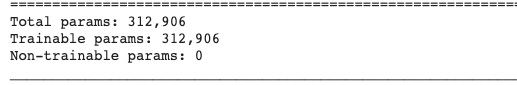 Total params: 312,906
Trainable params: 312,906
Non-trainable params: 0